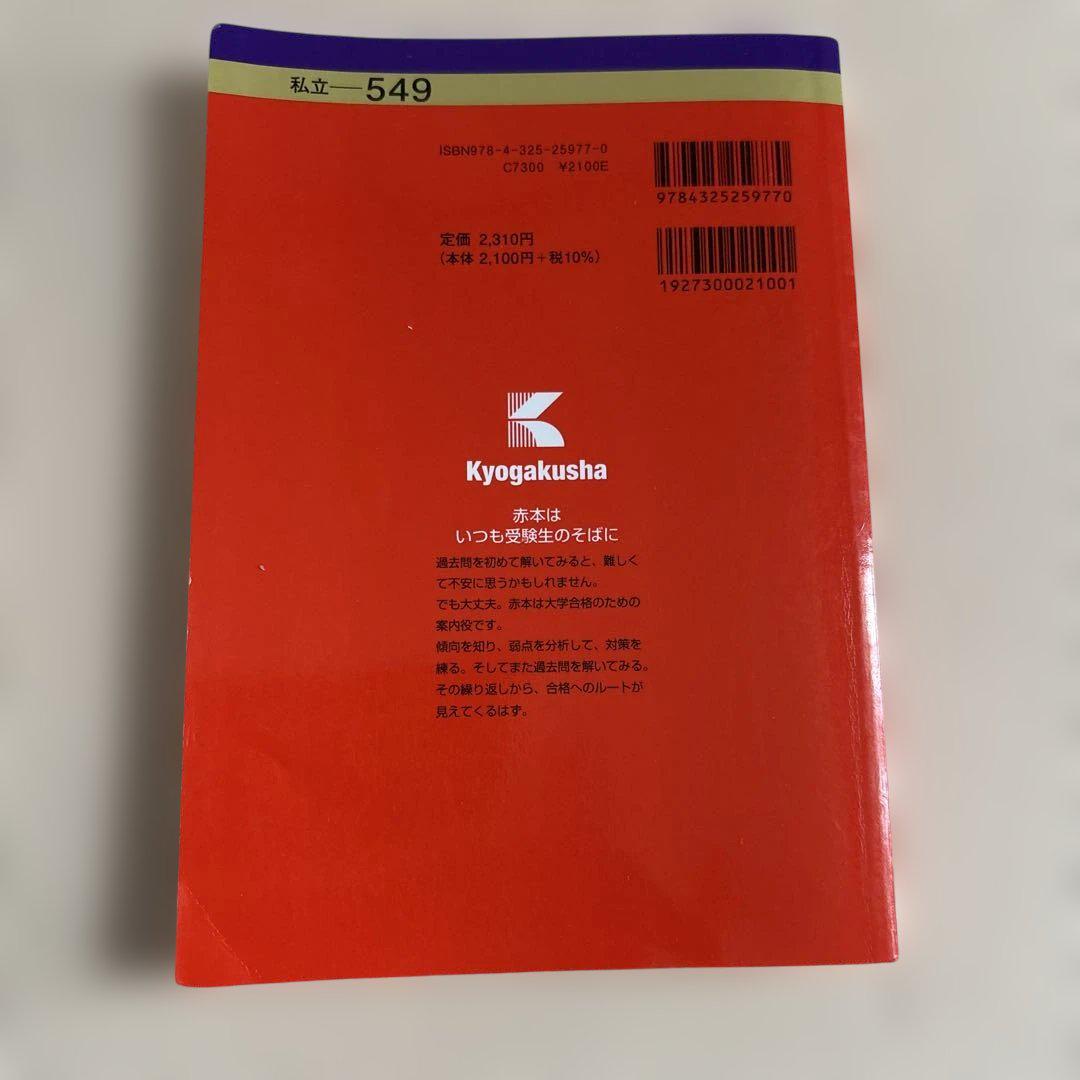 私立―549
ISBN978-4-325-25977-0
C7300 ¥2100E
9784325259770
定価 2,310円
(本体 2,100円+税10%)
1927300021001
Kyogakusha
赤本は
いつも受験生のそばに
過去問を初めて解いてみると、難しく
て不安に思うかもしれません。
でも大丈夫。赤本は大学合格のための
案内役です。
傾向を知り、弱点を分析して、対策を
練る。そしてまた過去問を解いてみる。
その繰り返しから、合格へのルートが
見えてくるはず。